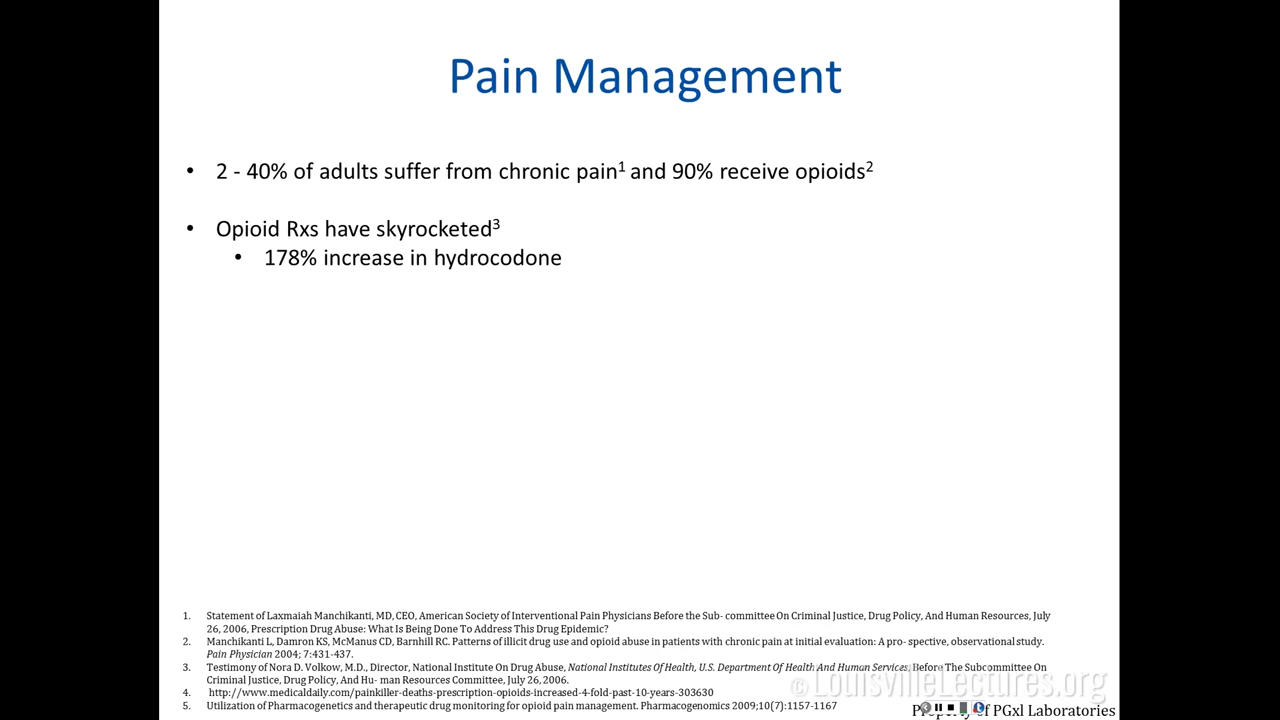 Pain Management
• 2 - 40% of adults suffer from chronic pain1 and 90% receive opioids2
• Opioid Rxs have skyrocketed3
• 178% increase in hydrocodone
1. Statement of Laxmaiah Manchikanti, MD, CEO, American Society of Interventional Pain Physicians Before the Sub- committee On Criminal Justice, Drug Policy, And Human Resources, July
26, 2006, Prescription Drug Abuse: What Is Being Done To Address This Drug Epidemic?
2. Manchikanti L, Damron KS, McManus CD, Barnhill RC. Patterns of illicit drug use and opioid abuse in patients with chronic pain at initial evaluation: A pro- spective, observational study.
Pain Physician 2004; 7:431-437.
3. Testimony of Nora D. Volkow, M.D., Director, National Institute On Drug Abuse, National Institutes Of Health, U.S. Department Of Health And Human Services, Before The Subcommittee On
Criminal Justice, Drug Policy, And Hu- man Resources Committee, July 26, 2006.
4. http://www.medicaldaily.com/painkiller-deaths-prescription-opioids-increased-4-fold-past-10-years-303630
5. Utilization of Pharmacogenetics and therapeutic drug monitoring for opioid pain management. Pharmacogenomics 2009;10(7):1157-1167
© LouisvilleLectures.org
Property of PGxl Laboratories